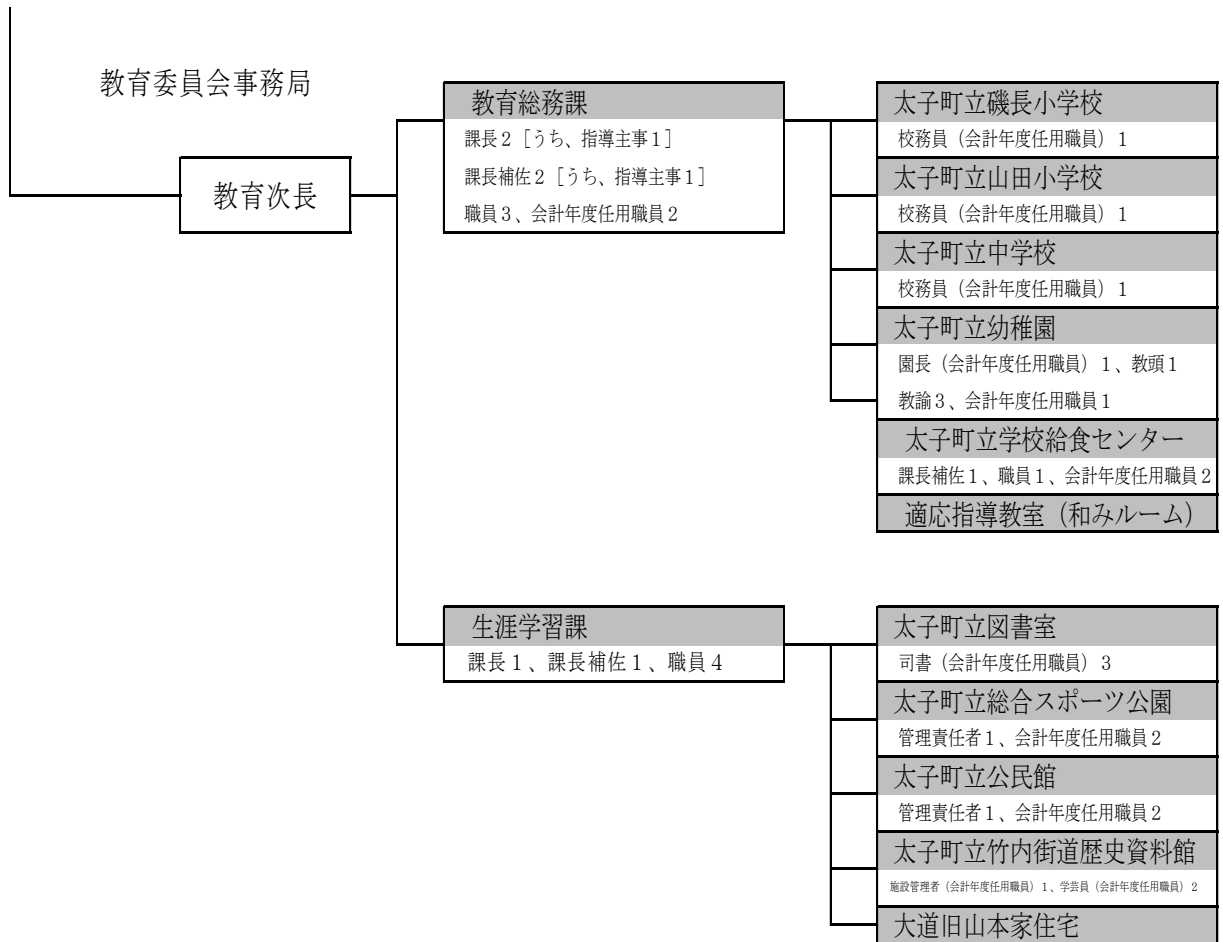 教育委員会事務局
教育次長
教育総務課
課長２［うち、指導主事１］
課長補佐２［うち、指導主事１］
職員３、会計年度任用職員２
太子町立磯長小学校
校務員（会計年度任用職員）１
太子町立山田小学校
校務員（会計年度任用職員）１
太子町立中学校
校務員（会計年度任用職員）１
太子町立幼稚園
園長（会計年度任用職員）１、教頭１
教諭３、会計年度任用職員１
太子町立学校給食センター
課長補佐１、職員１、会計年度任用職員２
適応指導教室（和みルーム）
生涯学習課
課長１、課長補佐１、職員４
太子町立図書室
司書（会計年度任用職員）３
太子町立総合スポーツ公園
管理責任者１、会計年度任用職員２
太子町立公民館
管理責任者１、会計年度任用職員２
太子町立竹内街道歴史資料館
施設管理者（会計年度任用職員）１、学芸員（会計年度任用職員）２
大道旧山本家住宅